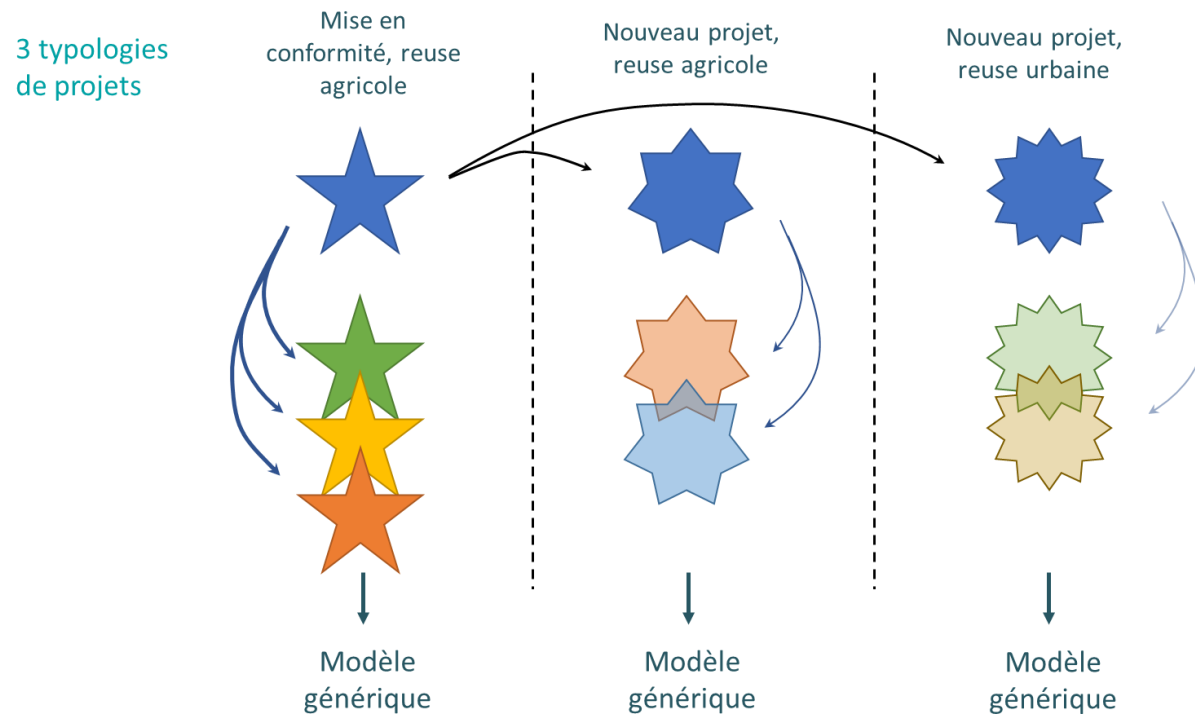 3 typologies
de projets
Mise en
conformité, reuse
agricole
Nouveau projet,
reuse agricole
Nouveau projet,
reuse urbaine
Modèle
générique
Modèle
générique
Modèle
générique